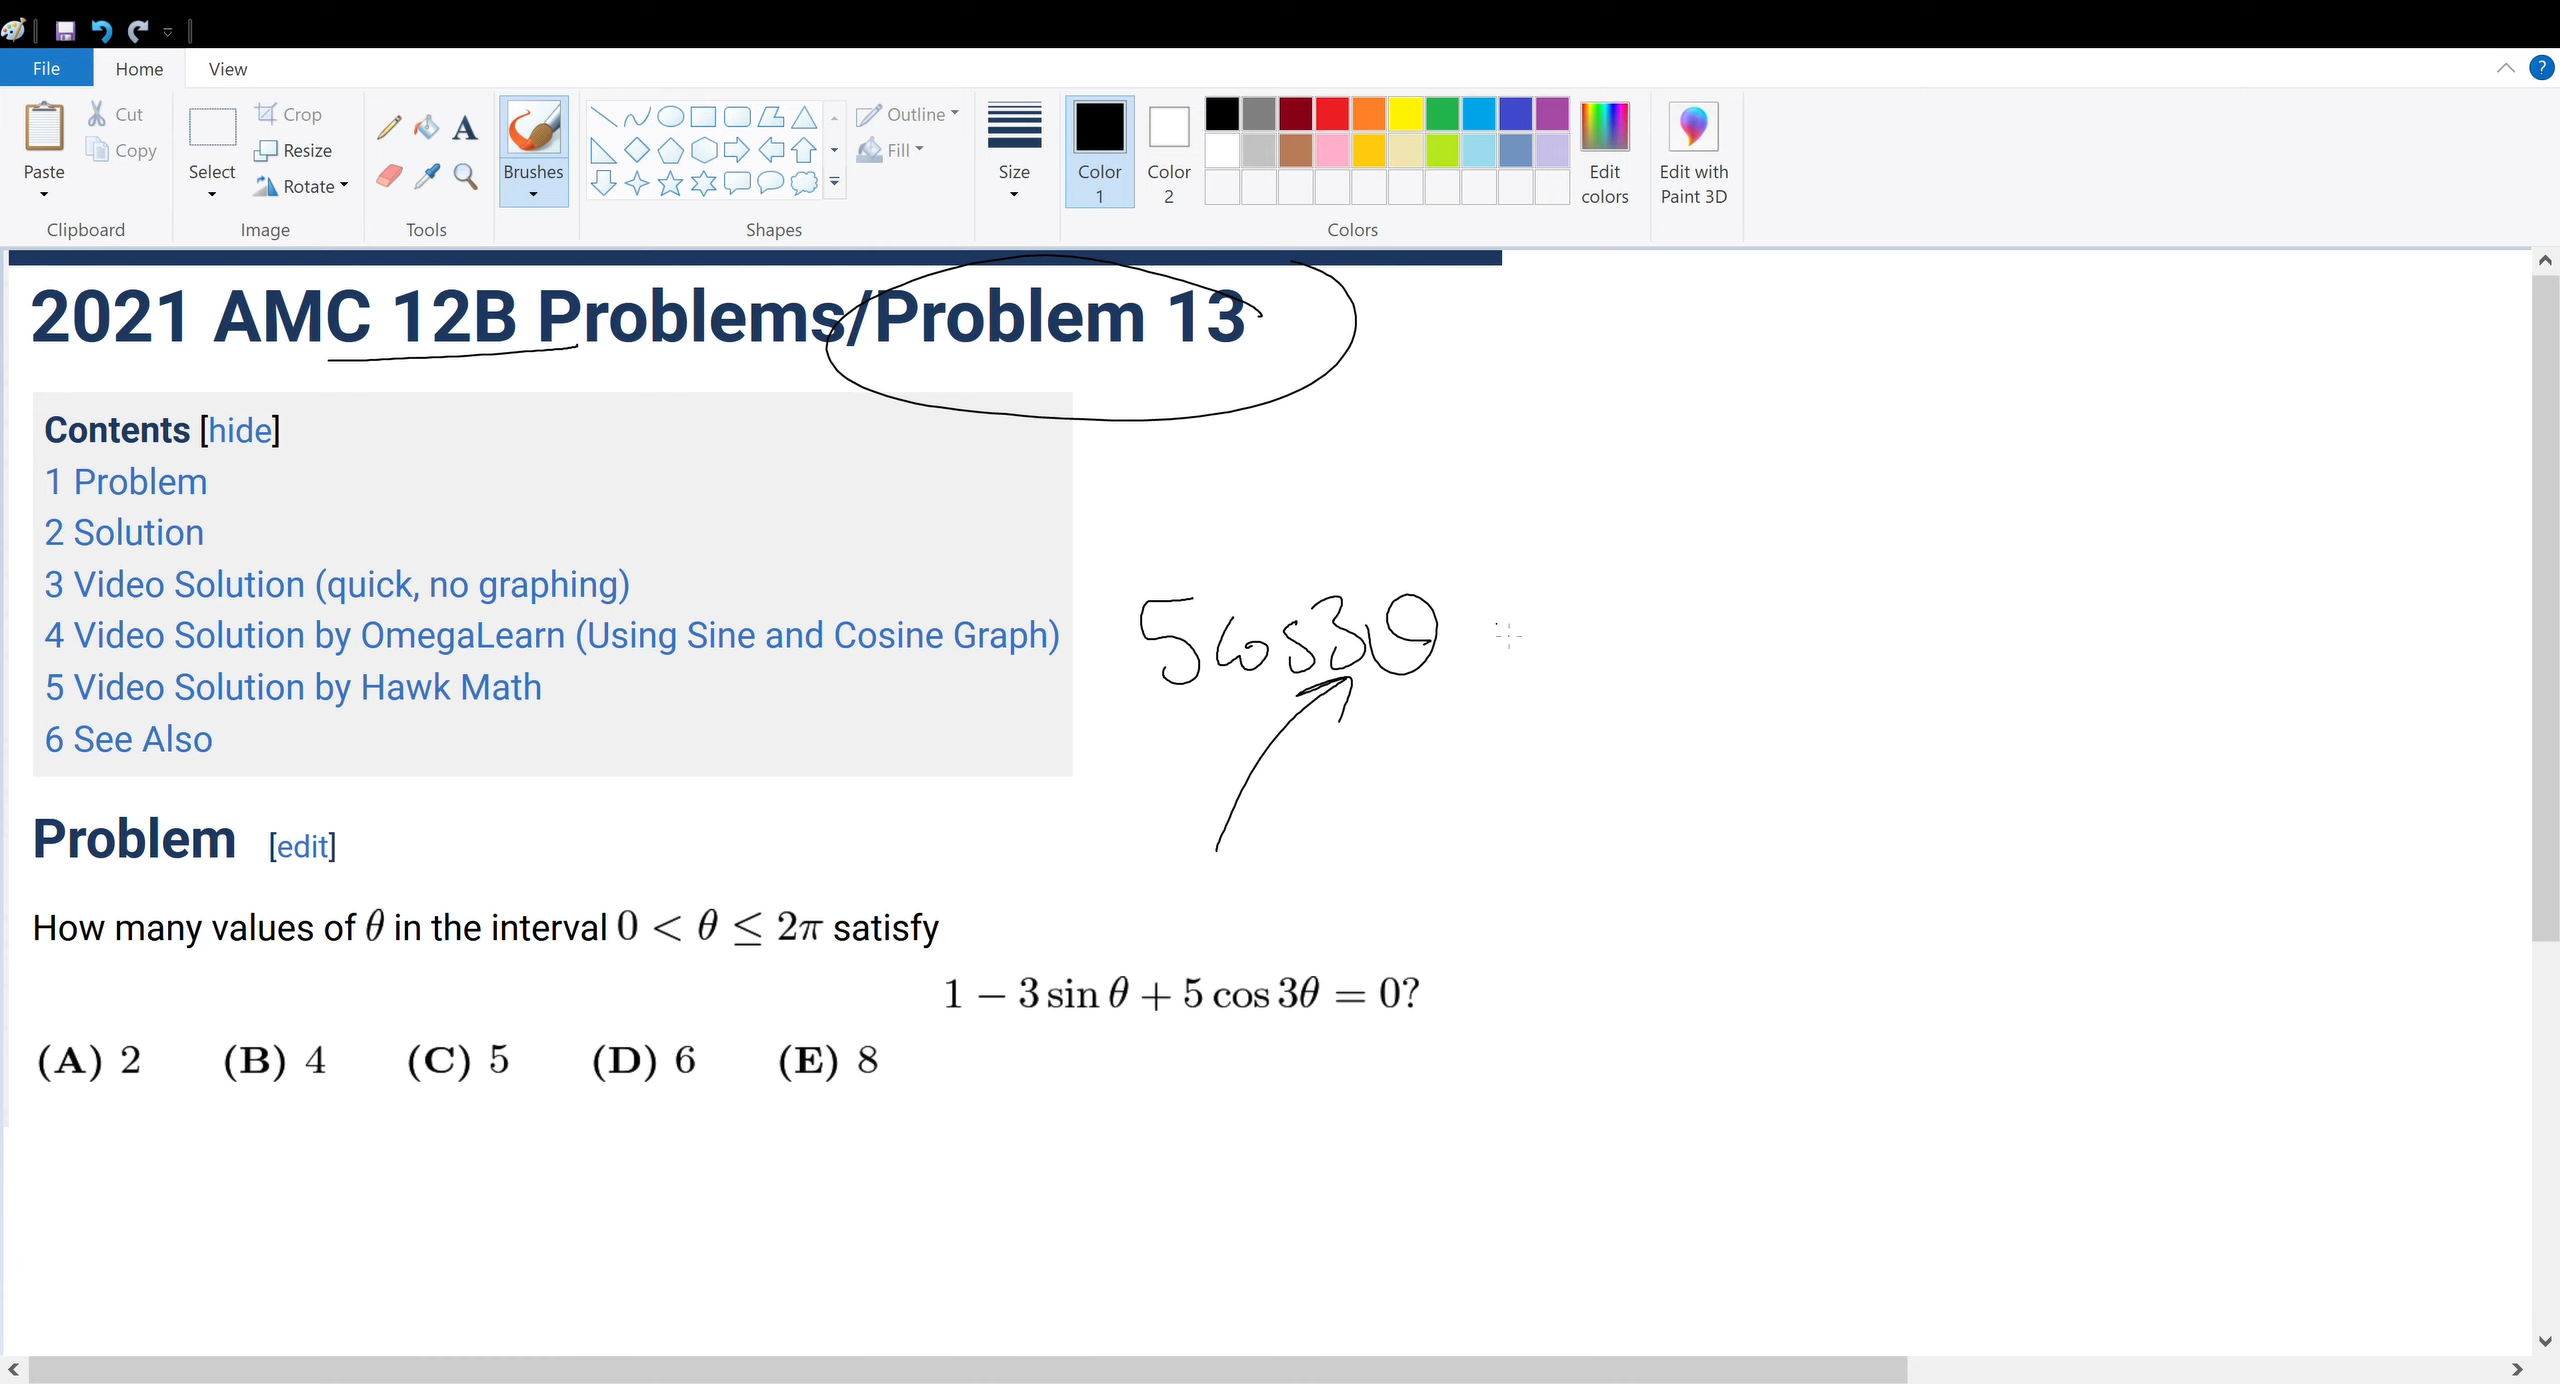 File Home View
Paste Cut Copy Clipboard
Select Crop Resize Rotate Image
Tools
Brushes
Outline Fill Shapes
Size
Color 1 Color 2 Edit colors Colors
Edit with Paint 3D
2021 AMC 12B Problems/Problem 13
Contents [hide]
1 Problem
2 Solution
3 Video Solution (quick, no graphing)
4 Video Solution by OmegaLearn (Using Sine and Cosine Graph)
5 Video Solution by Hawk Math
6 See Also
5 cos3θ
Problem [edit]
How many values of θ in the interval 0 < θ ≤ 2π satisfy
1 − 3 sin θ + 5 cos 3θ = 0?
(A) 2 (B) 4 (C) 5 (D) 6 (E) 8